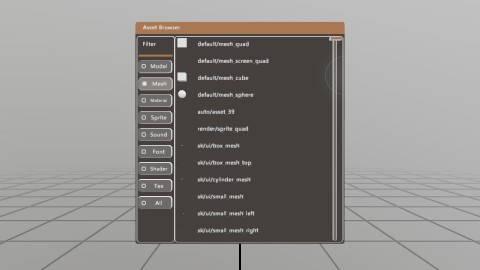 Asset Browser
Filter
Model
Mesh
Material
Sprite
Sound
Font
Shader
Tex
All
default/mesh_quad
default/mesh_screen_quad
default/mesh_cube
default/mesh_sphere
auto/asset_39
render/sprite_quad
sk/ui/box_mesh
sk/ui/box_mesh_top
sk/ui/cylinder_mesh
sk/ui/small_mesh
sk/ui/small_mesh_left
sk/ui/small_mesh_right